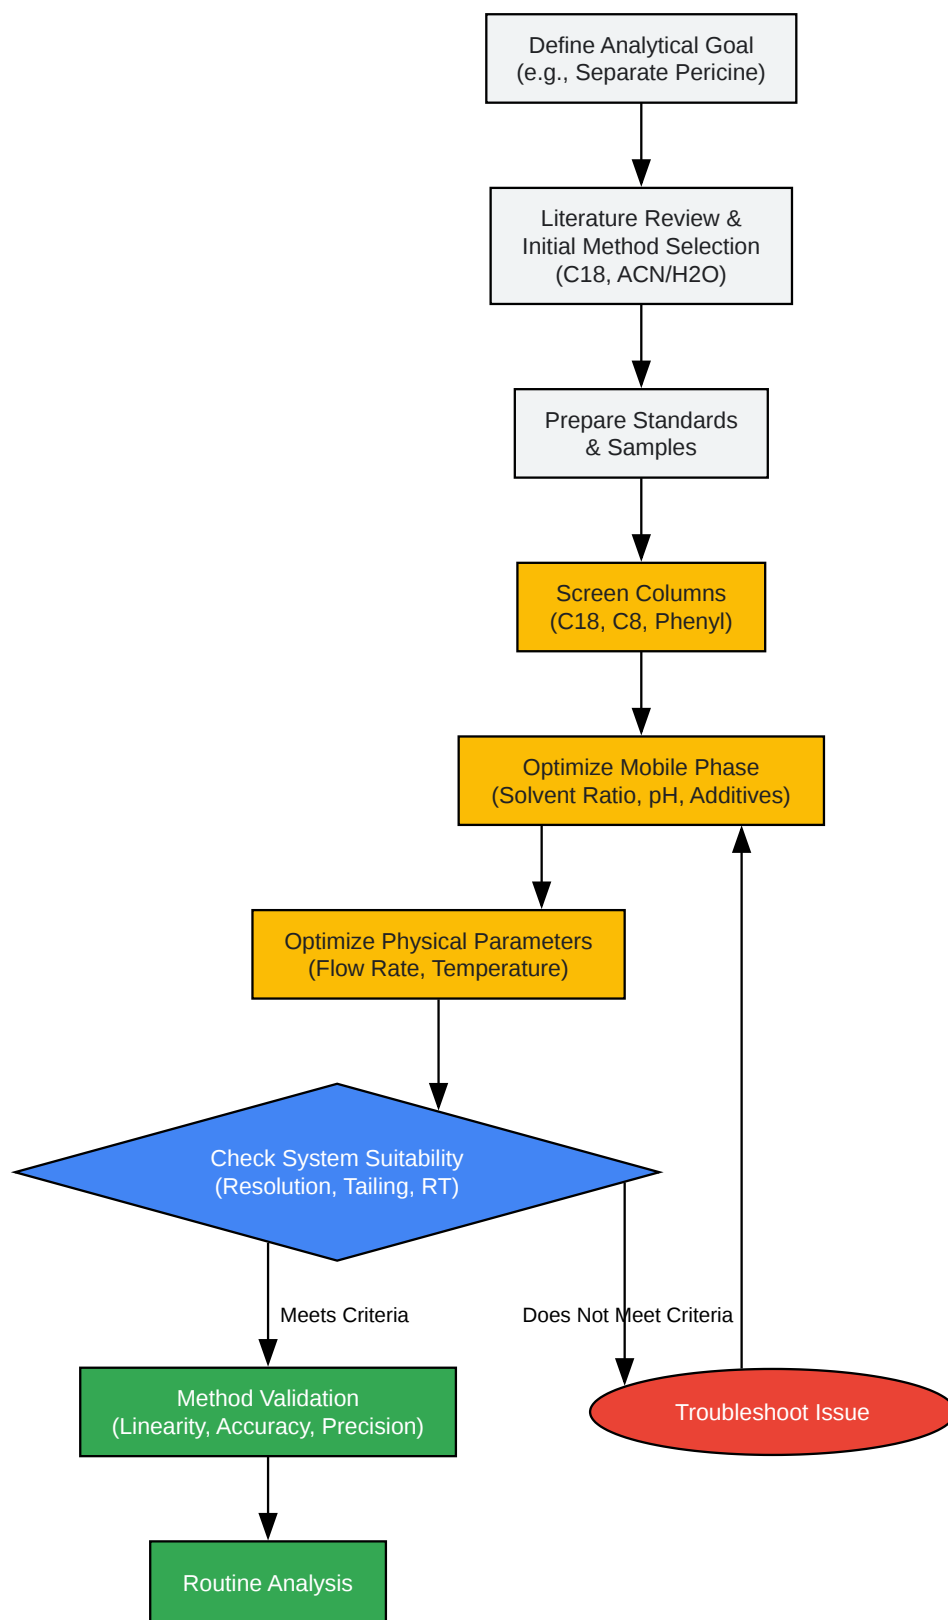 Define Analytical Goal
(e.g., Separate Pericine)
Literature Review &
Initial Method Selection
(C18, ACN/H2O)
Prepare Standards
& Samples
Screen Columns
(C18, C8, Phenyl)
Optimize Mobile Phase
(Solvent Ratio, pH, Additives)
Optimize Physical Parameters
(Flow Rate, Temperature)
Check System Suitability
(Resolution, Tailing, RT)
Meets Criteria
Does Not Meet Criteria
Method Validation
(Linearity, Accuracy, Precision)
Troubleshoot Issue
Routine Analysis